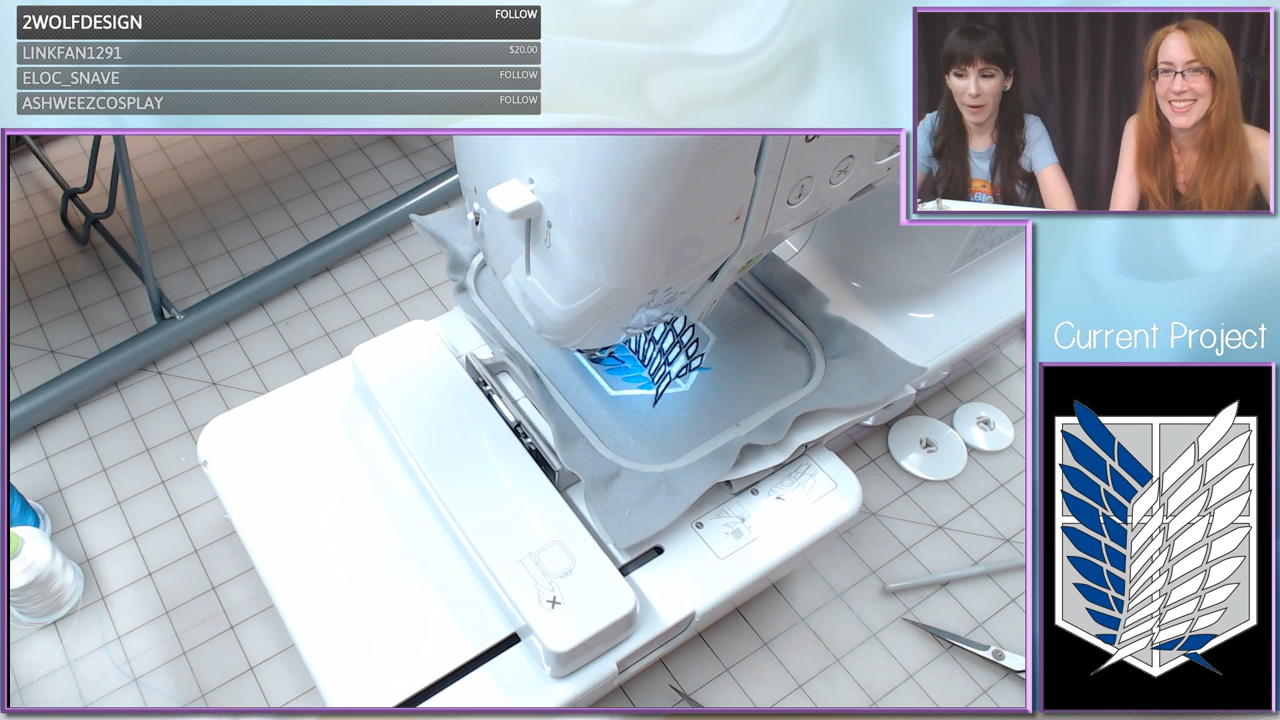 2WOLFDESIGN FOLLOW
LINKFAN1291 $20.00
ELOC_SNAVE FOLLOW
ASHWEEZCOSPLAY FOLLOW
Current Project